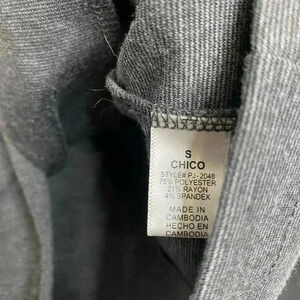 S
CHICO
STYLE# PJ-2048
75% POLYESTER
21% RAYON
4% SPANDEX
MADE IN
CAMBODIA
HECHO EN
CAMBODIA